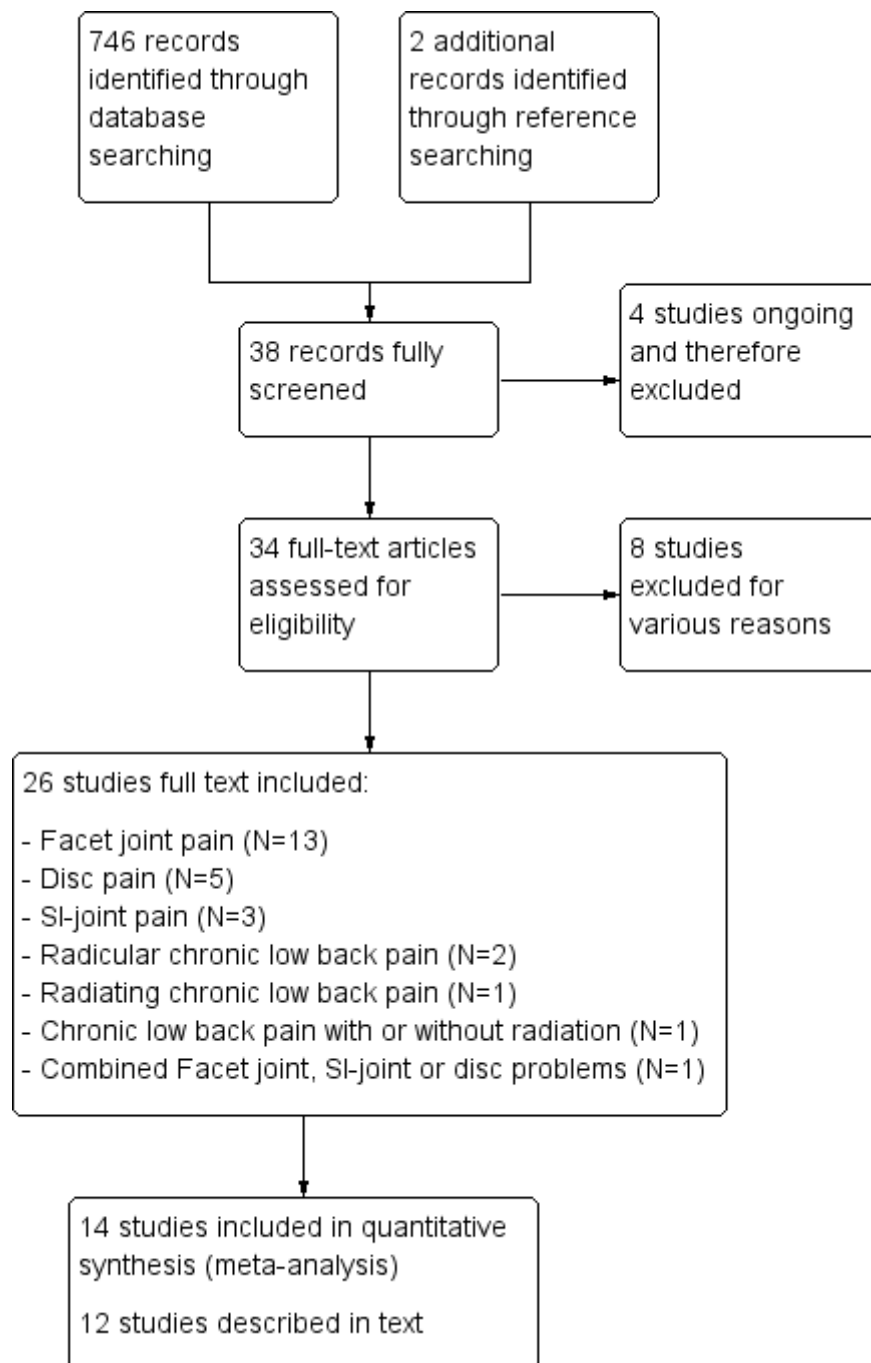 746 records
identified through
database
searching
2 additional
records identified
through reference
searching
38 records fully
screened
4 studies ongoing
and therefore
excluded
34 full-text articles
assessed for
eligibility
8 studies
excluded for
various reasons
26 studies full text included:
- Facet joint pain (N=13)
- Disc pain (N=5)
- SI-joint pain (N=3)
- Radicular chronic low back pain (N=2)
- Radiating chronic low back pain (N=1)
- Chronic low back pain with or without radiation (N=1)
- Combined Facet joint, SI-joint or disc problems (N=1)
14 studies included in quantitative
synthesis (meta-analysis)
12 studies described in text